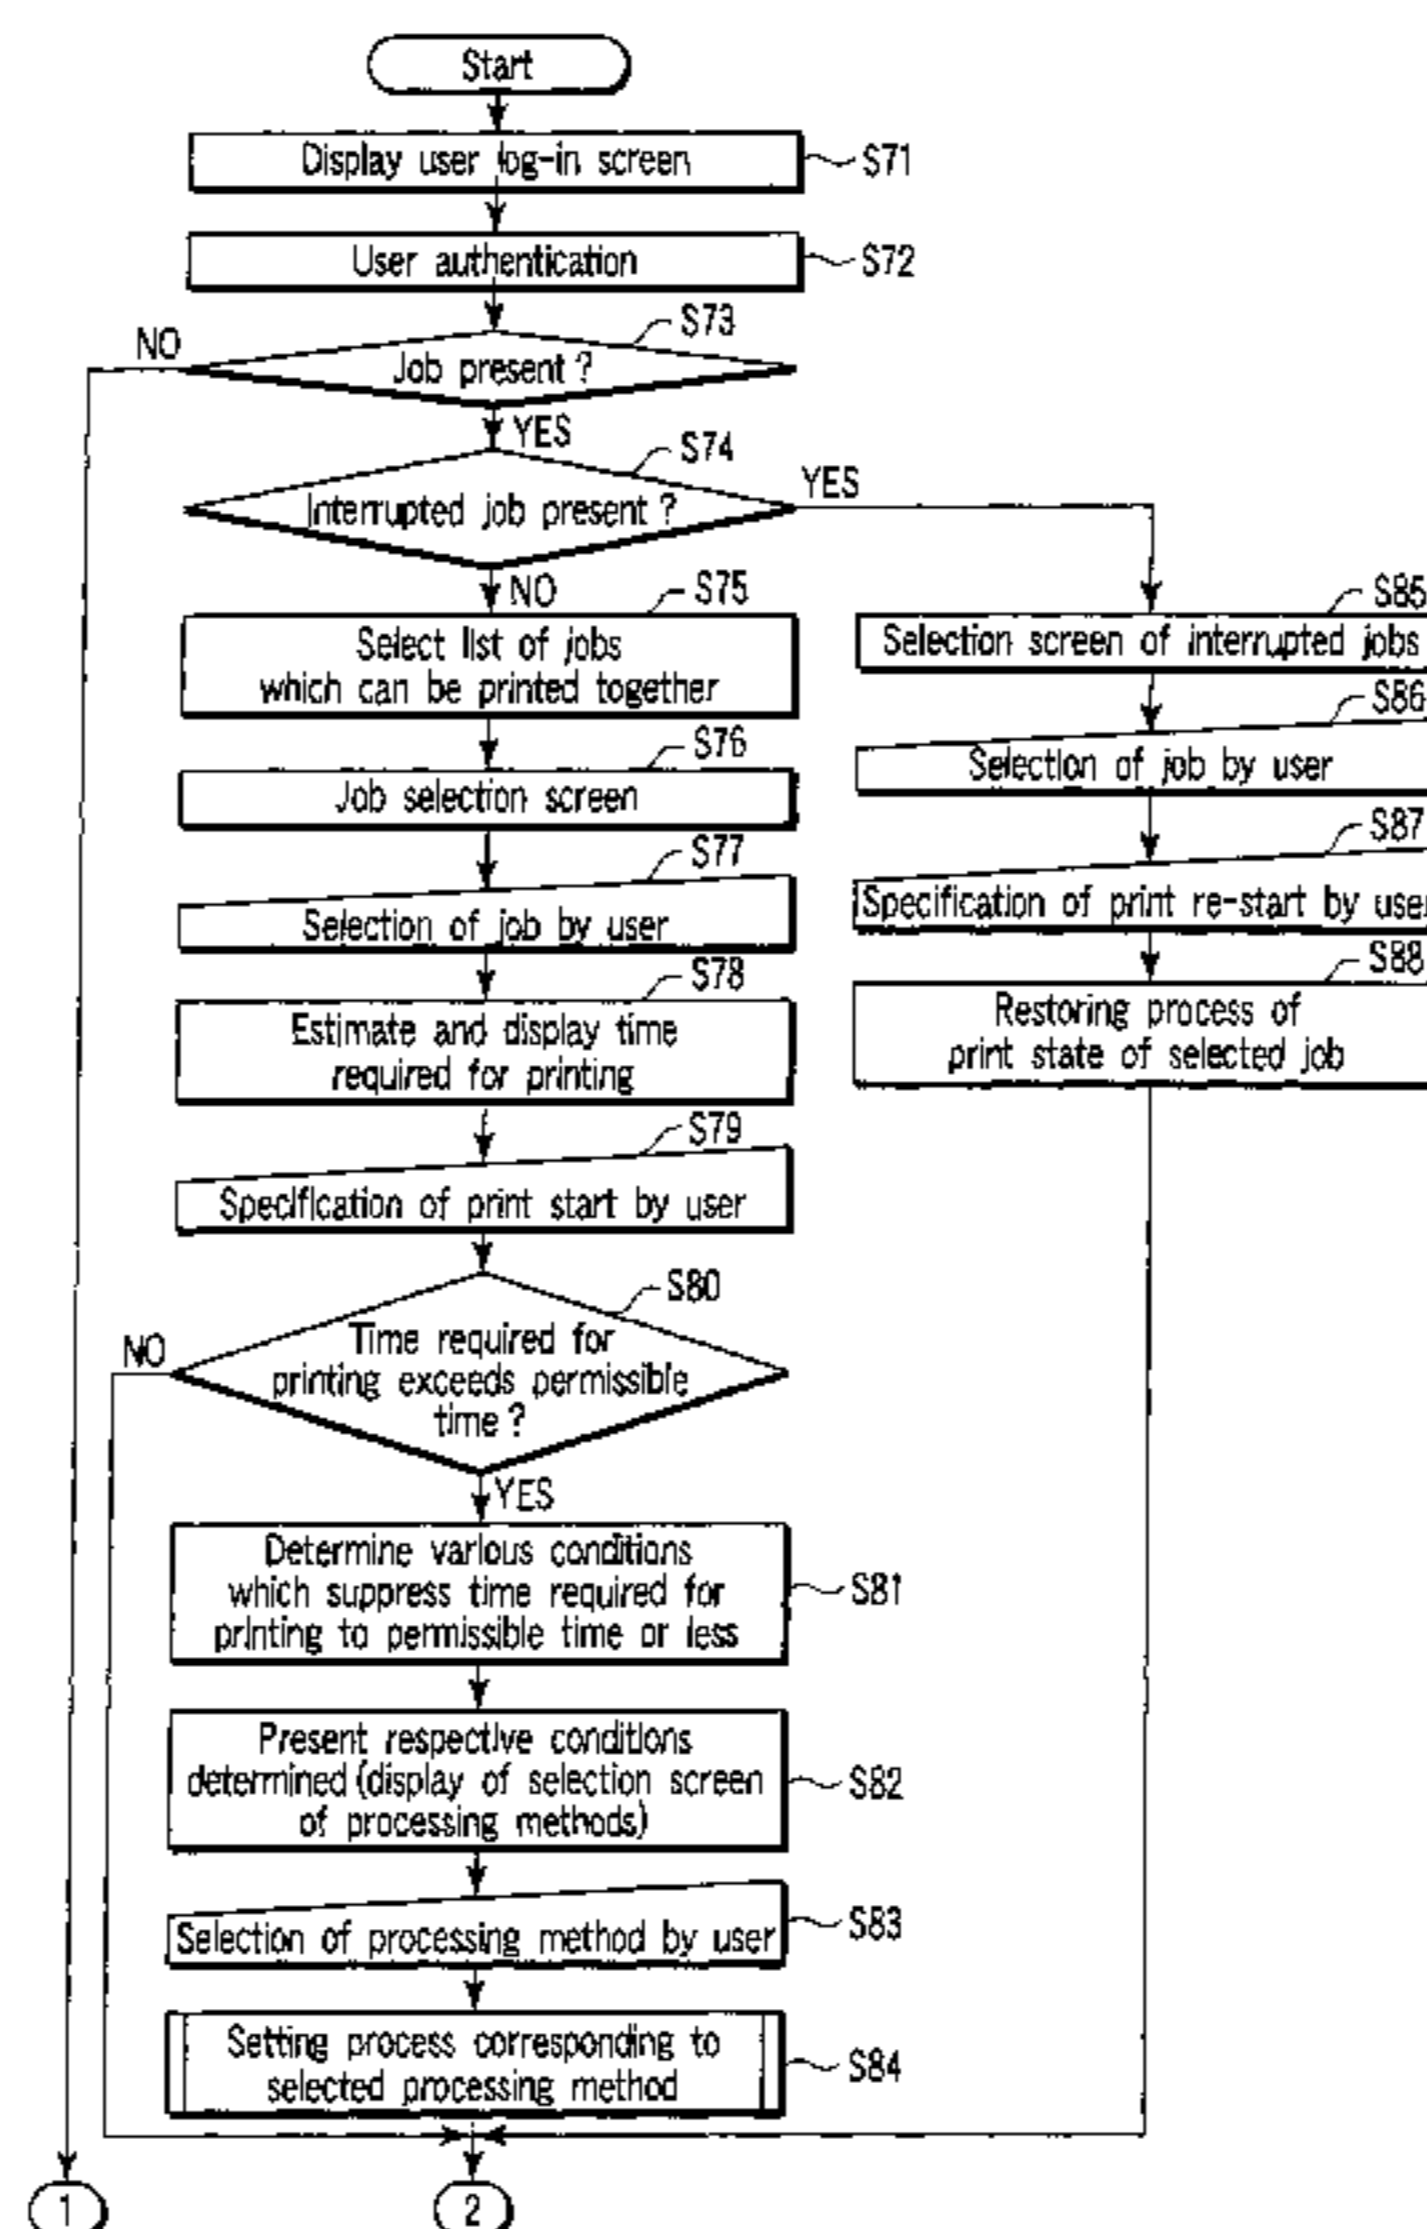 Start
Display user log-in screen
S71
User authentication
S72
S73
NO
Job present?
YES
S74
YES
Interrupted job present?
NO
S75
Select list of jobs
which can be printed together
S76
Job selection screen
S77
Selection of job by user
S78
Estimate and display time
required for printing
S79
Specification of print start by user
S80
NO
Time required for
printing exceeds permissible
time?
YES
Determine various conditions
which suppress time required for
printing to permissible time or less
S81
Present respective conditions
determined (display of selection screen
of processing methods)
S82
Selection of processing method by user
S83
Setting process corresponding to
selected processing method
S84
S85
Selection screen of interrupted jobs
S86
Selection of job by user
S87
Specification of print re-start by user
S88
Restoring process of
print state of selected job
1
2